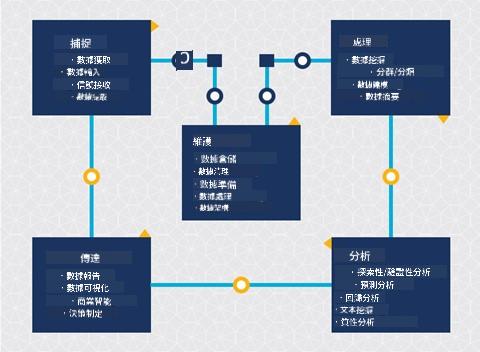 捕捉
· 數據獲取
· 數據輸入
· 信號接收
· 數據提取
處理
· 數據挖掘
· 分群/分類
· 數據建模
· 數據摘要
維護
· 數據倉儲
· 數據清理
· 數據準備
· 數據處理
· 數據架構
傳達
· 數據報告
· 數據可視化
· 商業智能
· 決策制定
分析
· 探索性/驗證性分析
· 預測分析
· 回歸分析
· 文本挖掘
· 質性分析